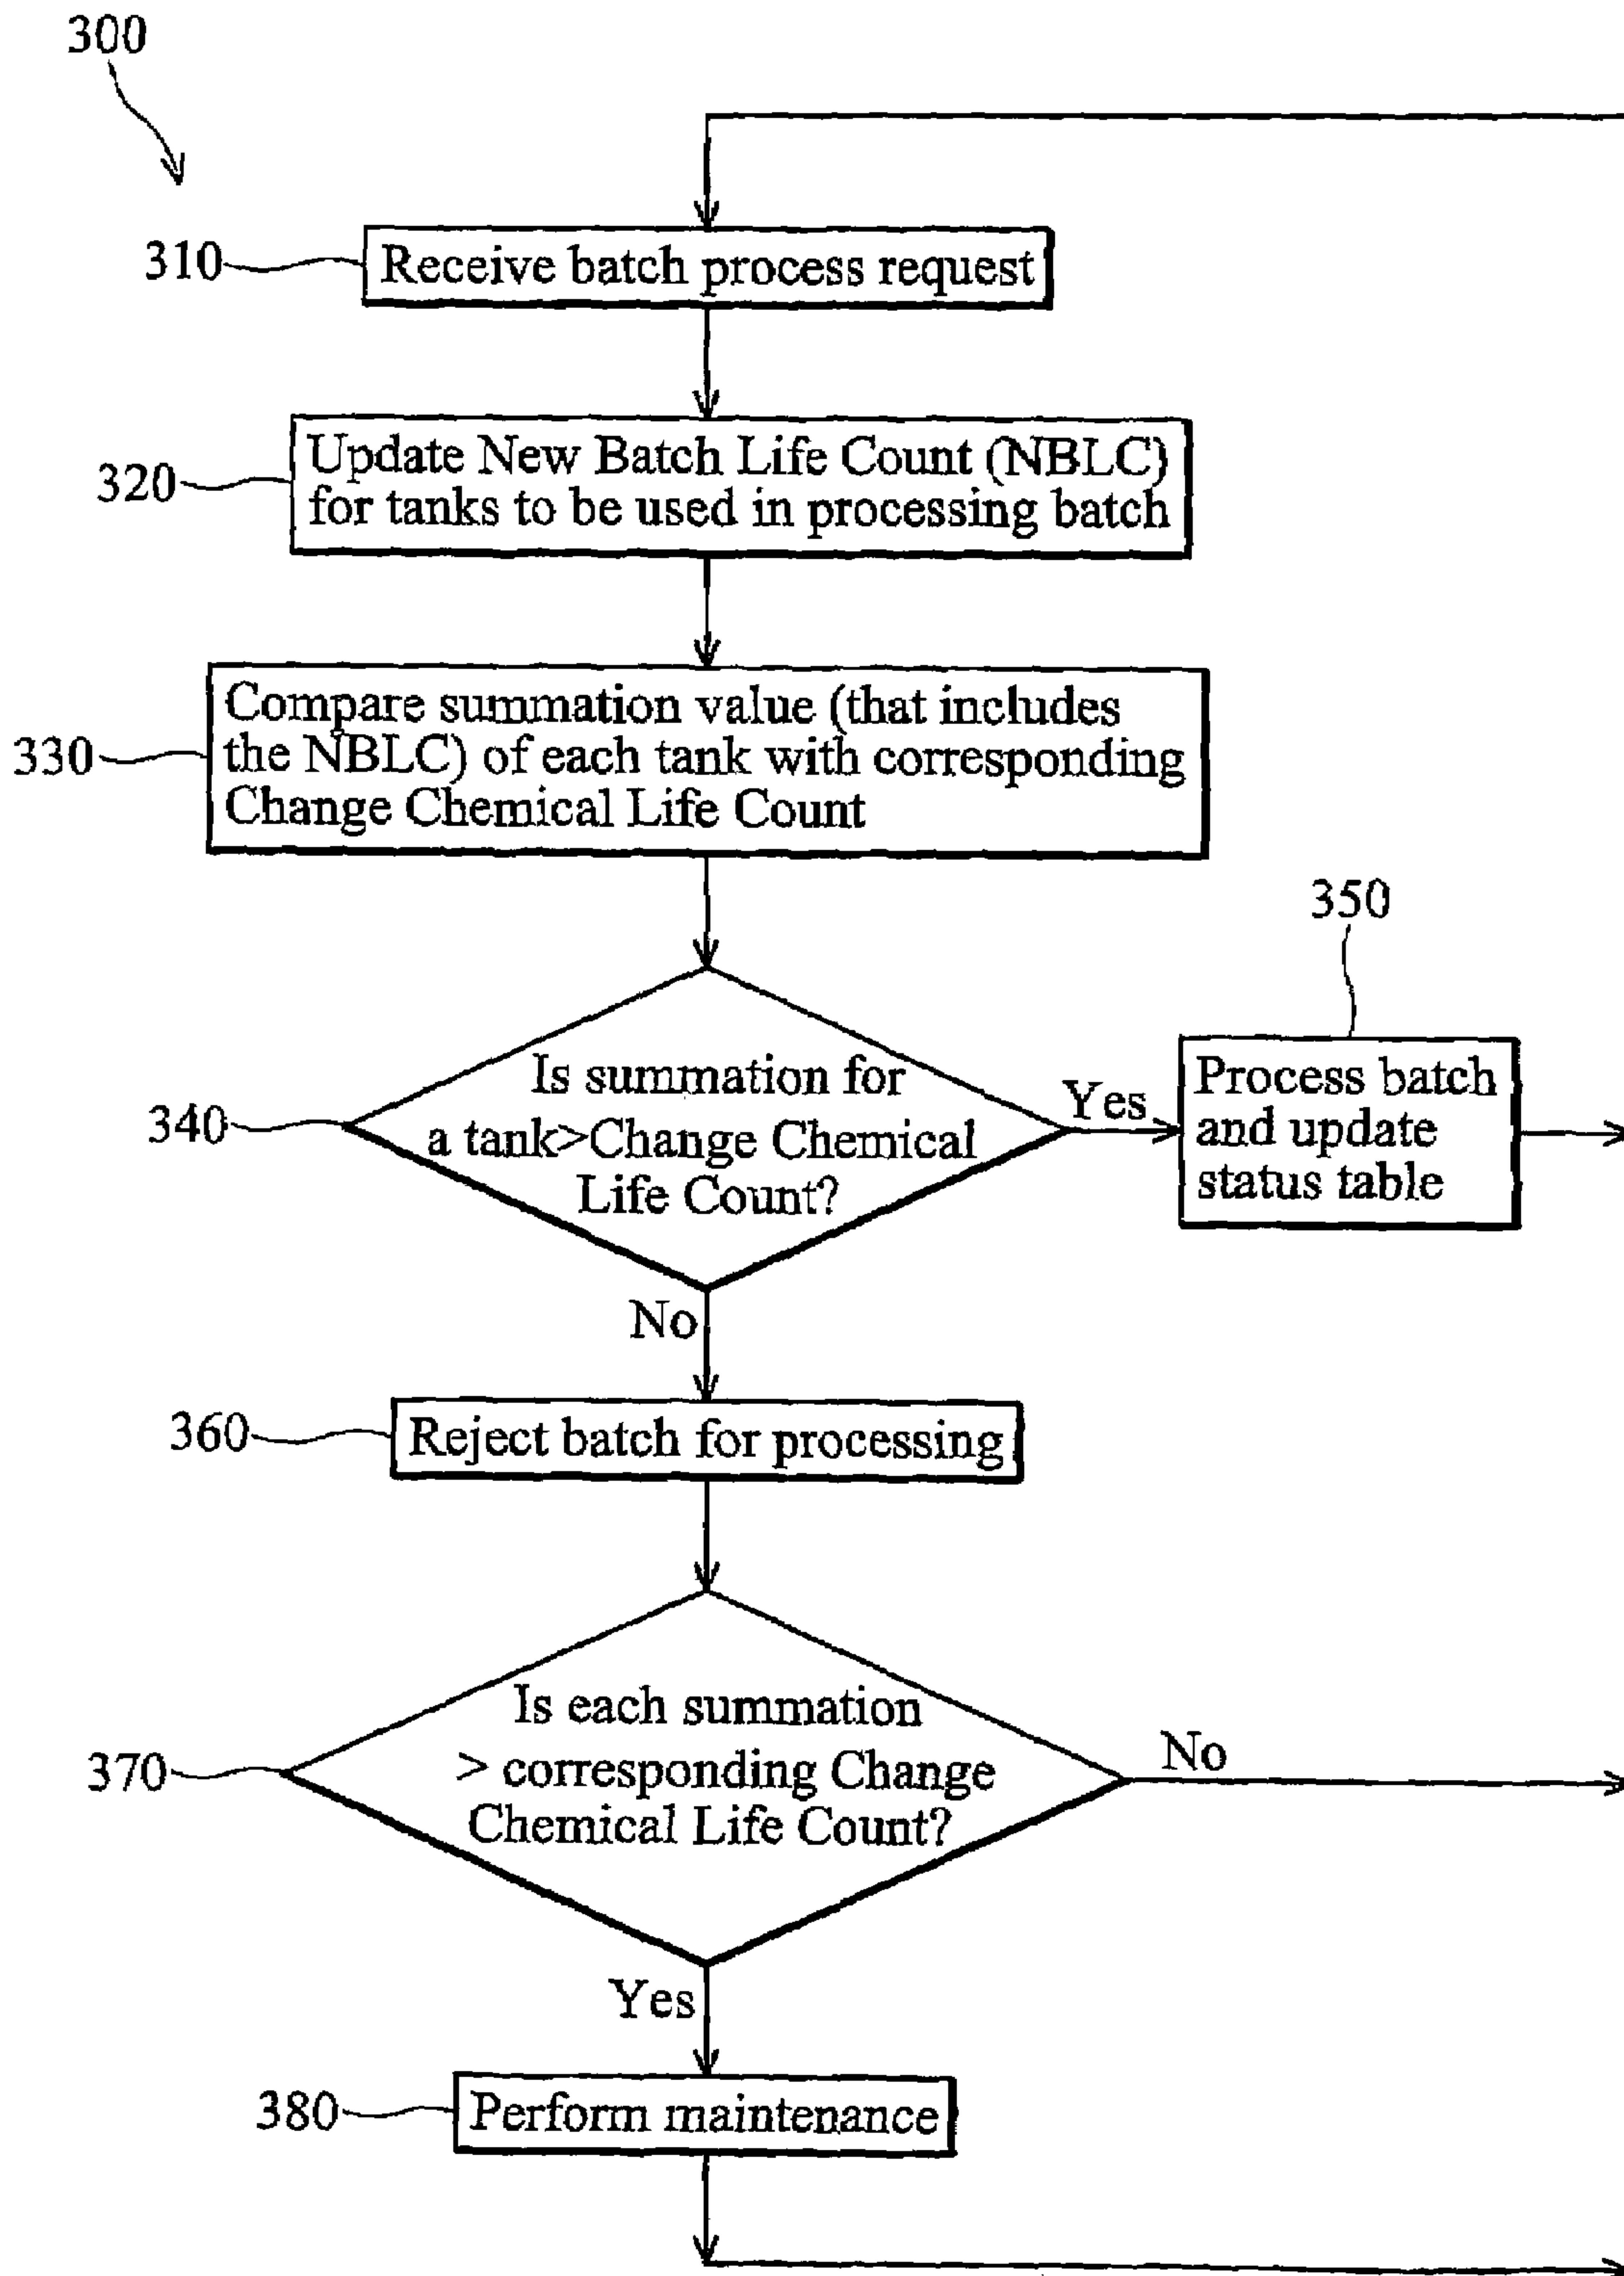 300
310
Receive batch process request
320
Update New Batch Life Count (NBLC)
for tanks to be used in processing batch
330
Compare summation value (that includes
the NBLC) of each tank with corresponding
Change Chemical Life Count
350
340
Is summation for
a tank>Change Chemical
Life Count?
Yes
Process batch
and update
status table
No
360
Reject batch for processing
370
Is each summation
> corresponding Change
Chemical Life Count?
No
Yes
380
Perform maintenance